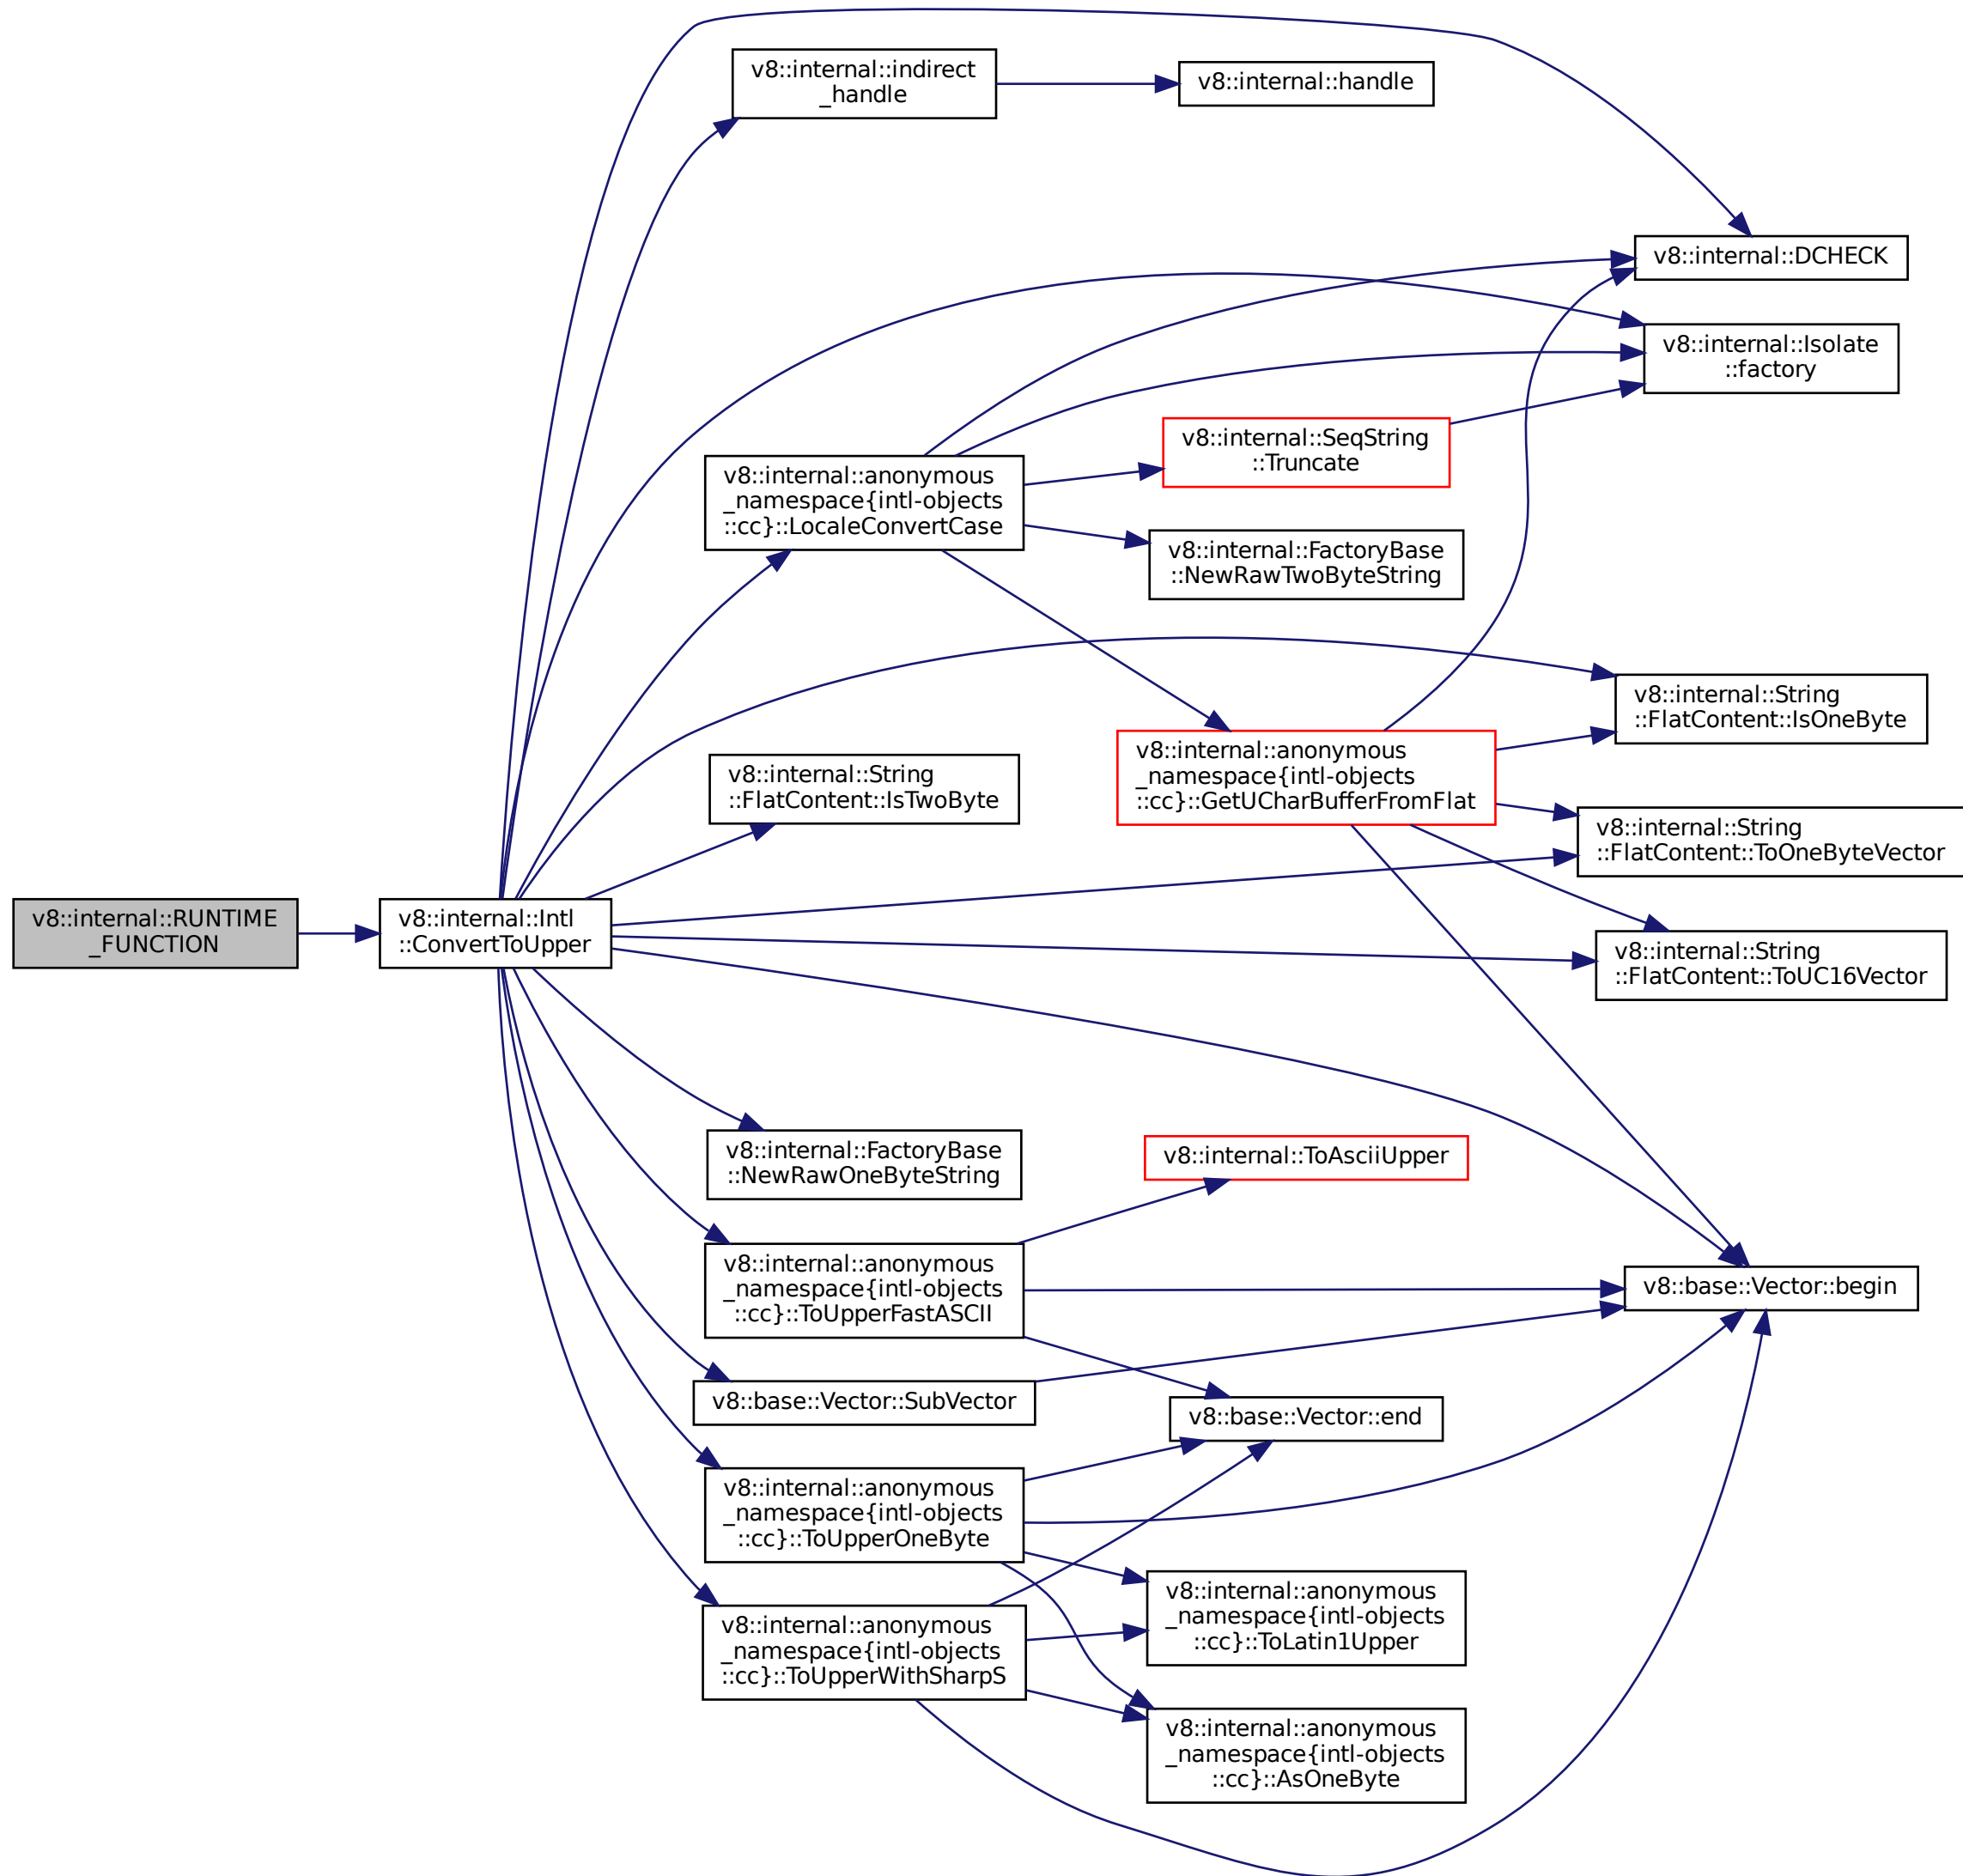 v8::internal::indirect
_handle
v8::internal::handle
v8::internal::DCHECK
v8::internal::Isolate
::factory
v8::internal::SeqString
::Truncate
v8::internal::anonymous
_namespace{intl-objects
::cc}::LocaleConvertCase
v8::internal::FactoryBase
::NewRawTwoByteString
v8::internal::String
::FlatContent::IsOneByte
v8::internal::anonymous
_namespace{intl-objects
::cc}::GetUCharBufferFromFlat
v8::internal::String
::FlatContent::IsTwoByte
v8::internal::String
::FlatContent::ToOneByteVector
v8::internal::RUNTIME
_FUNCTION
v8::internal::Intl
::ConvertToUpper
v8::internal::String
::FlatContent::ToUC16Vector
v8::internal::FactoryBase
::NewRawOneByteString
v8::internal::ToAsciiUpper
v8::internal::anonymous
_namespace{intl-objects
::cc}::ToUpperFastASCII
v8::base::Vector::begin
v8::base::Vector::SubVector
v8::base::Vector::end
v8::internal::anonymous
_namespace{intl-objects
::cc}::ToUpperOneByte
v8::internal::anonymous
_namespace{intl-objects
::cc}::ToLatin1Upper
v8::internal::anonymous
_namespace{intl-objects
::cc}::ToUpperWithSharpS
v8::internal::anonymous
_namespace{intl-objects
::cc}::AsOneByte